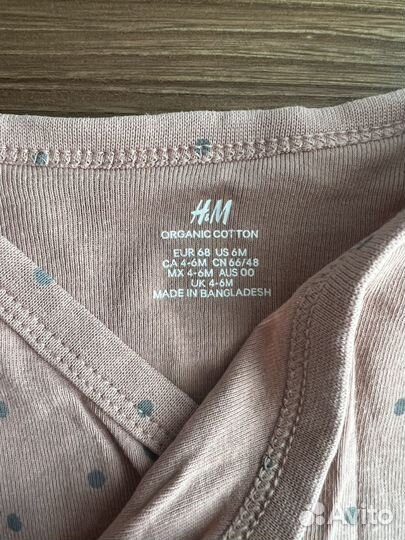 H&M
ORGANIC COTTON
EUR 68 US 6M
CA 4-6M CN 66/48
MX 4-6M AUS 00
UK 4-6M
MADE IN BANGLADESH
Avito